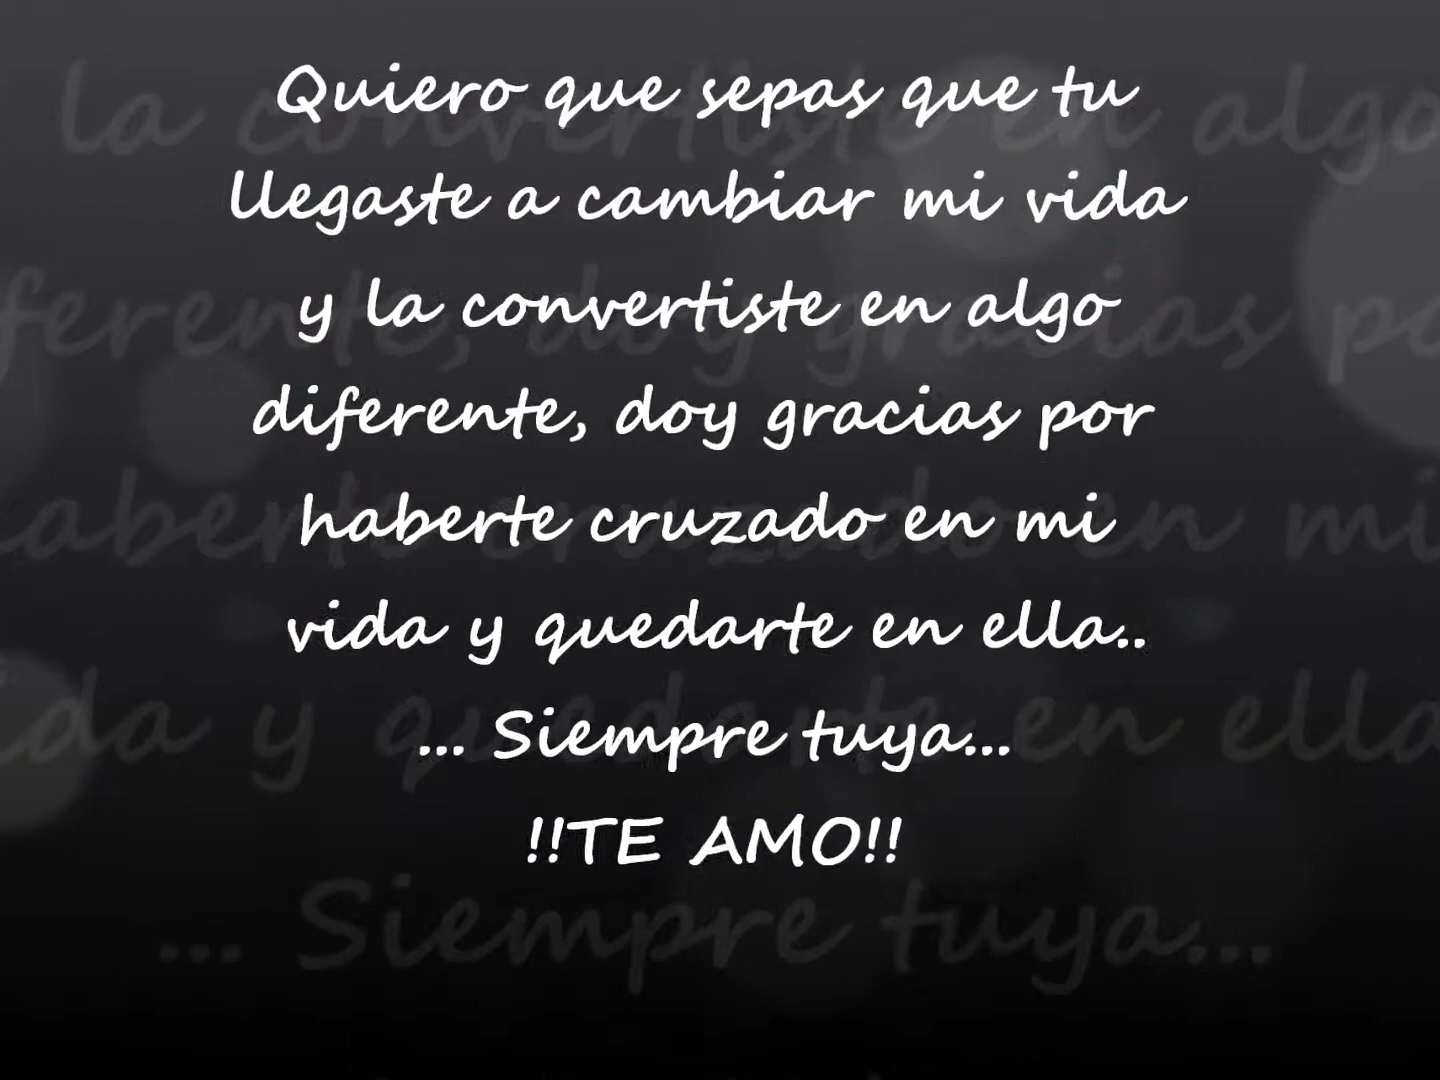 Quiero que sepas que tu
llegaste a cambiar mi vida
y la convertiste en algo
diferente, doy gracias por
haberte cruzado en mi
vida y quedarte en ella..
... Siempre tuya...
!!TE AMO!!